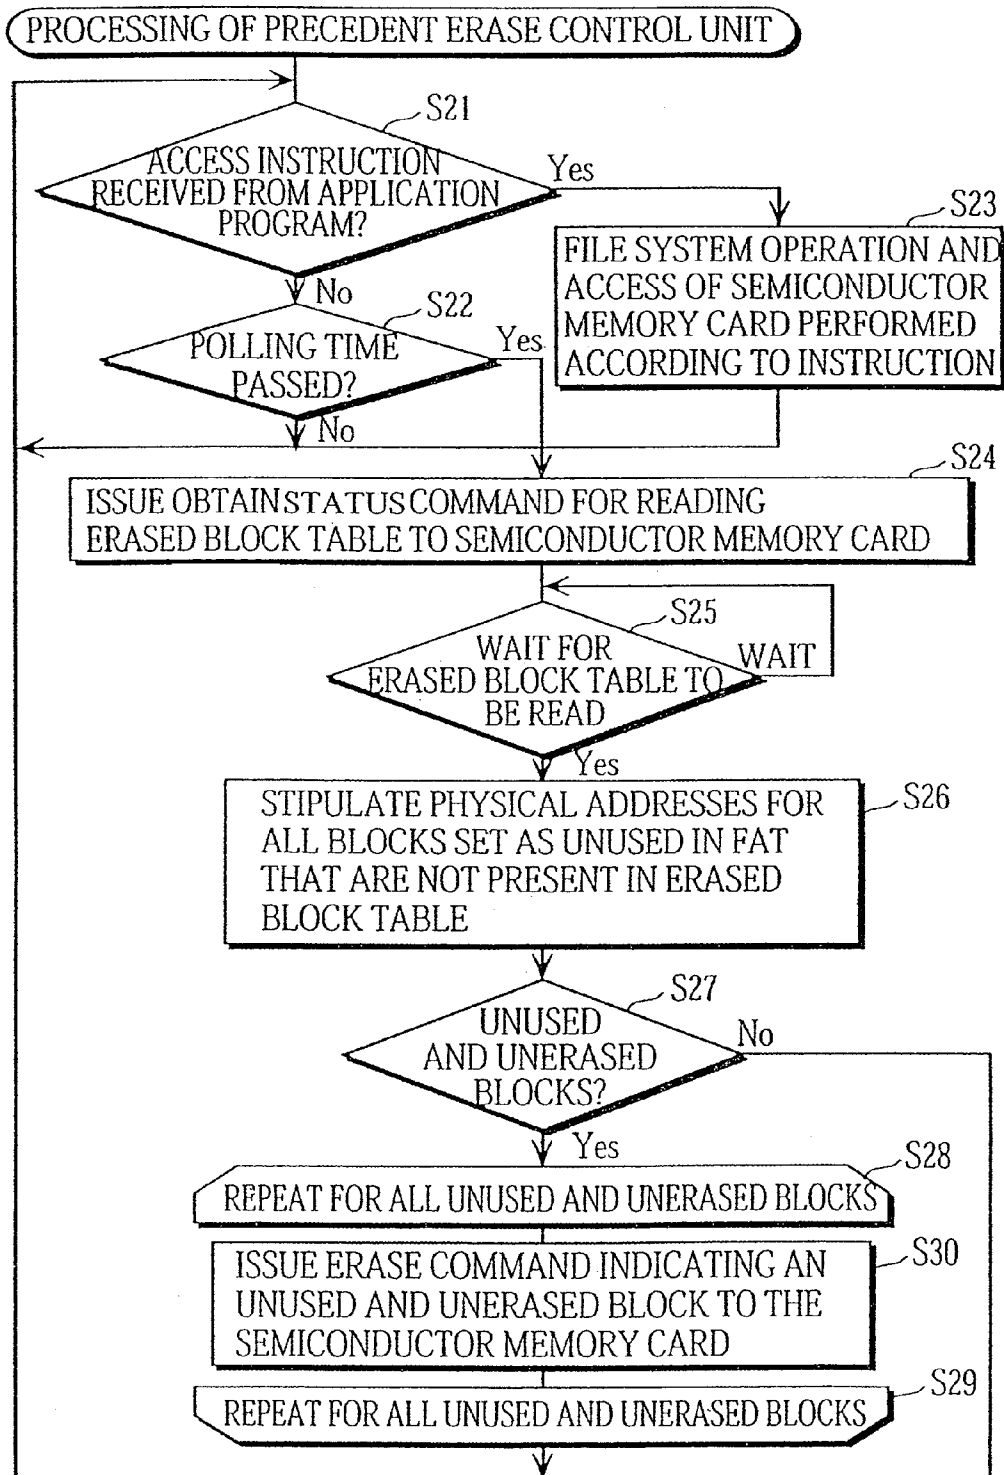 PROCESSING OF PRECEDENT ERASE CONTROL UNIT
S21
ACCESS INSTRUCTION
RECEIVED FROM APPLICATION
PROGRAM?
Yes
No
S23
FILE SYSTEM OPERATION AND
ACCESS OF SEMICONDUCTOR
MEMORY CARD PERFORMED
ACCORDING TO INSTRUCTION
S22
POLLING TIME
PASSED?
Yes
No
S24
ISSUE OBTAIN STATUS COMMAND FOR READING
ERASED BLOCK TABLE TO SEMICONDUCTOR MEMORY CARD
S25
WAIT FOR
ERASED BLOCK TABLE TO
BE READ
WAIT
Yes
S26
STIPULATE PHYSICAL ADDRESSES FOR
ALL BLOCKS SET AS UNUSED IN FAT
THAT ARE NOT PRESENT IN ERASED
BLOCK TABLE
S27
UNUSED
AND UNERASED
BLOCKS?
No
Yes
S28
REPEAT FOR ALL UNUSED AND UNERASED BLOCKS
S30
ISSUE ERASE COMMAND INDICATING AN
UNUSED AND UNERASED BLOCK TO THE
SEMICONDUCTOR MEMORY CARD
S29
REPEAT FOR ALL UNUSED AND UNERASED BLOCKS